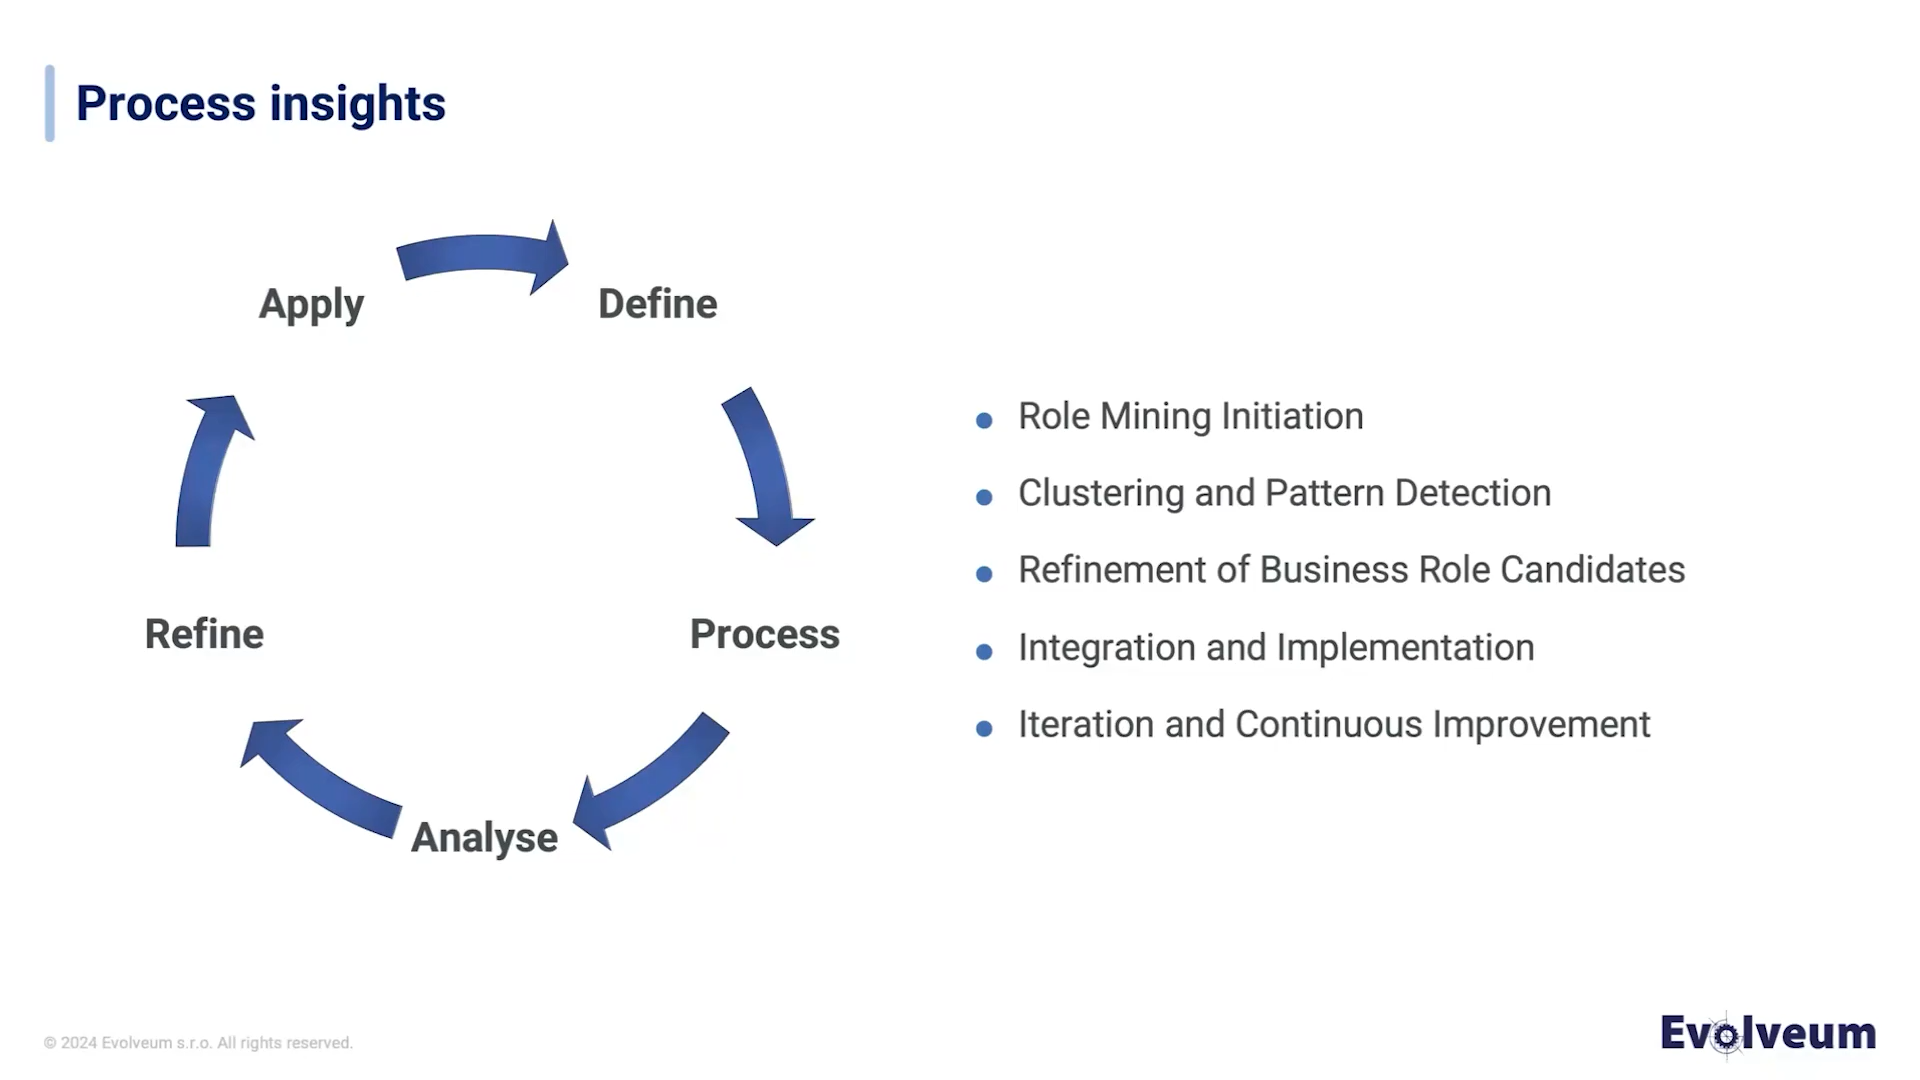 Process insights
Apply
Define
Refine
Process
Analyse
Role Mining Initiation
Clustering and Pattern Detection
Refinement of Business Role Candidates
Integration and Implementation
Iteration and Continuous Improvement
© 2024 Evolveum s.r.o. All rights reserved.
Evolveum